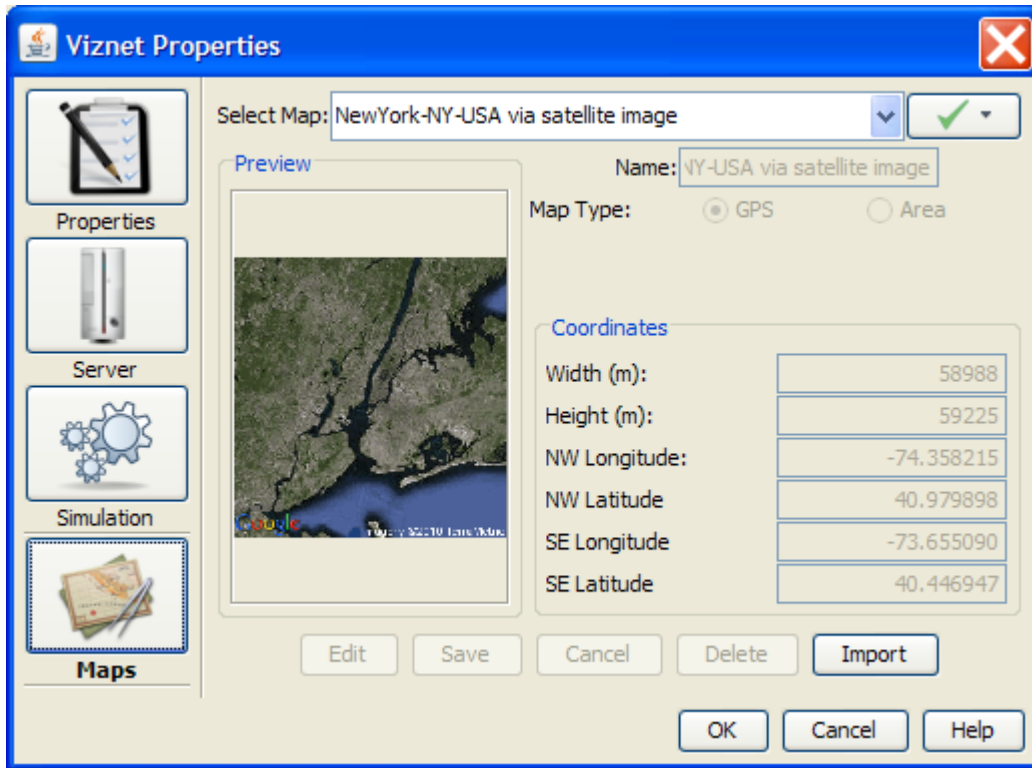 Viznet Properties
Properties
Server
Simulation
Maps
Select Map: NewYork-NY-USA via satellite image
Preview
Google
©2010 TerraMetric
Name: NY-USA via satellite image
Map Type: GPS Area
Coordinates
Width (m): 58988
Height (m): 59225
NW Longitude: -74.358215
NW Latitude 40.979898
SE Longitude -73.655090
SE Latitude 40.446947
Edit Save Cancel Delete Import
OK Cancel Help